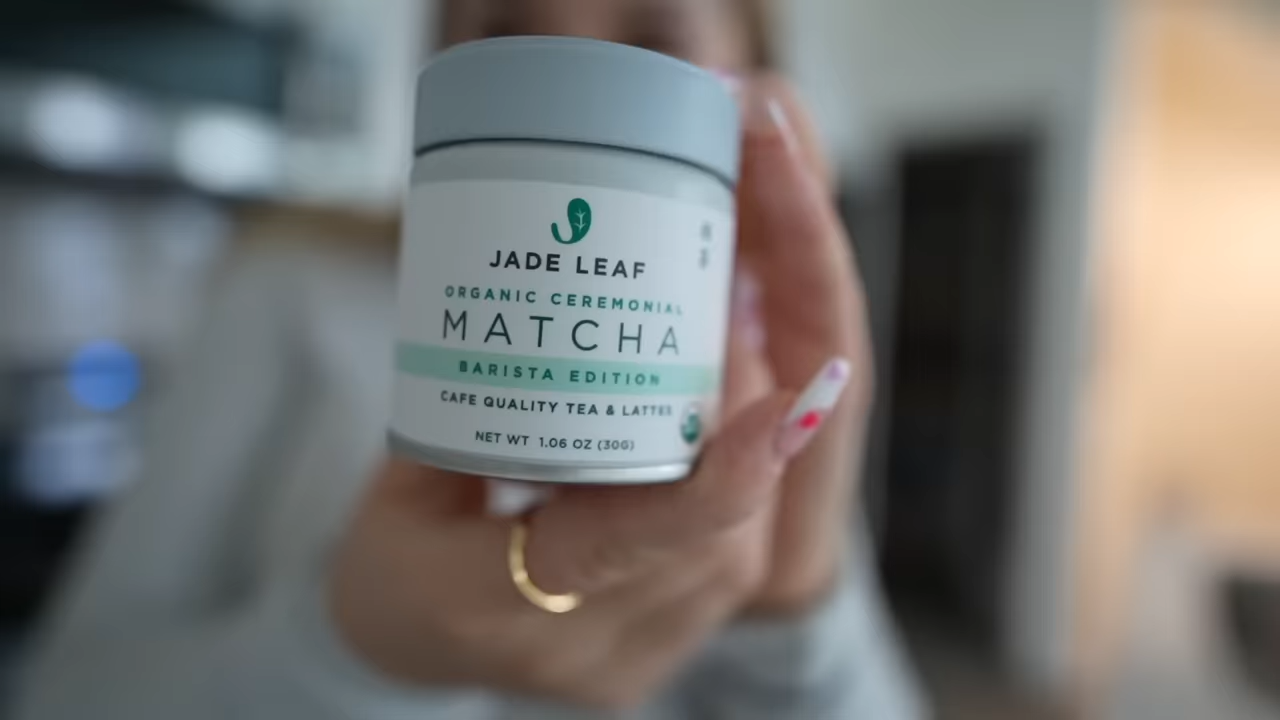 JADE LEAF
ORGANIC CEREMONIAL
MATCHA
BARISTA EDITION
CAFE QUALITY TEA & LATTES
NET WT 1.06 OZ (30G)